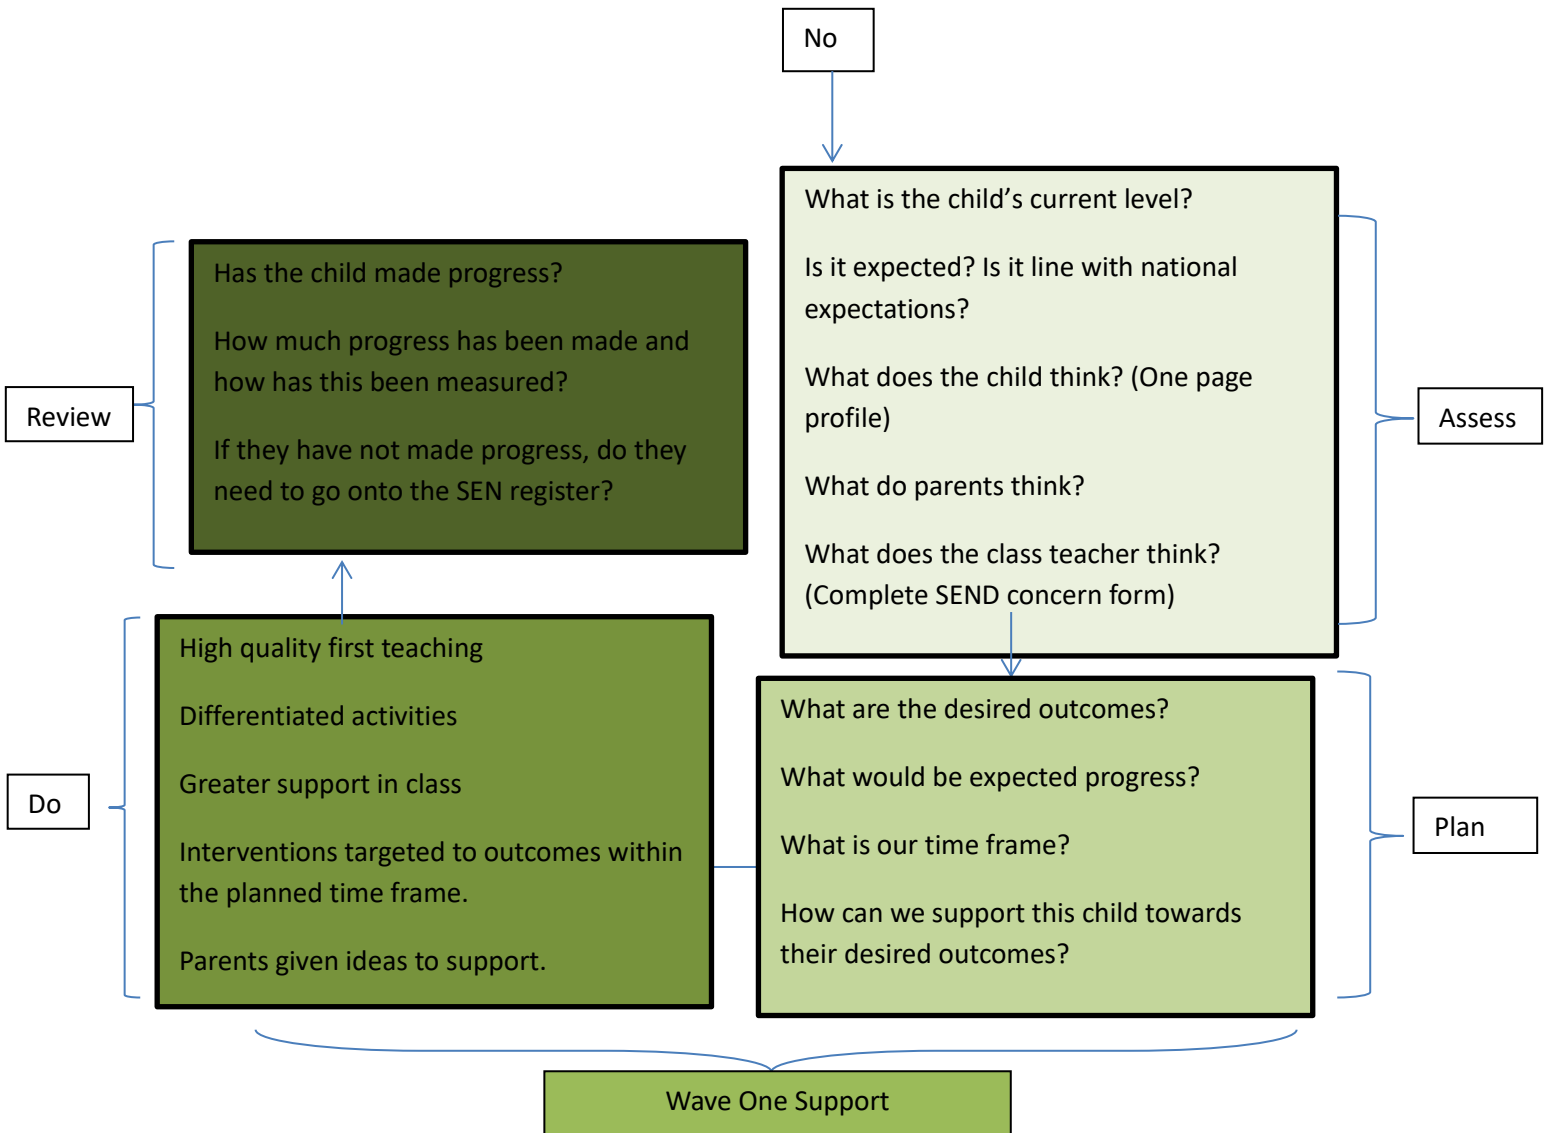 No
What is the child’s current level?
Is it expected? Is it line with national
expectations?
What does the child think? (One page
profile)
What do parents think?
What does the class teacher think?
(Complete SEND concern form)
Assess
Has the child made progress?
How much progress has been made and
how has this been measured?
If they have not made progress, do they
need to go onto the SEN register?
Review
High quality first teaching
Differentiated activities
Greater support in class
Interventions targeted to outcomes within
the planned time frame.
Parents given ideas to support.
Do
What are the desired outcomes?
What would be expected progress?
What is our time frame?
How can we support this child towards
their desired outcomes?
Plan
Wave One Support